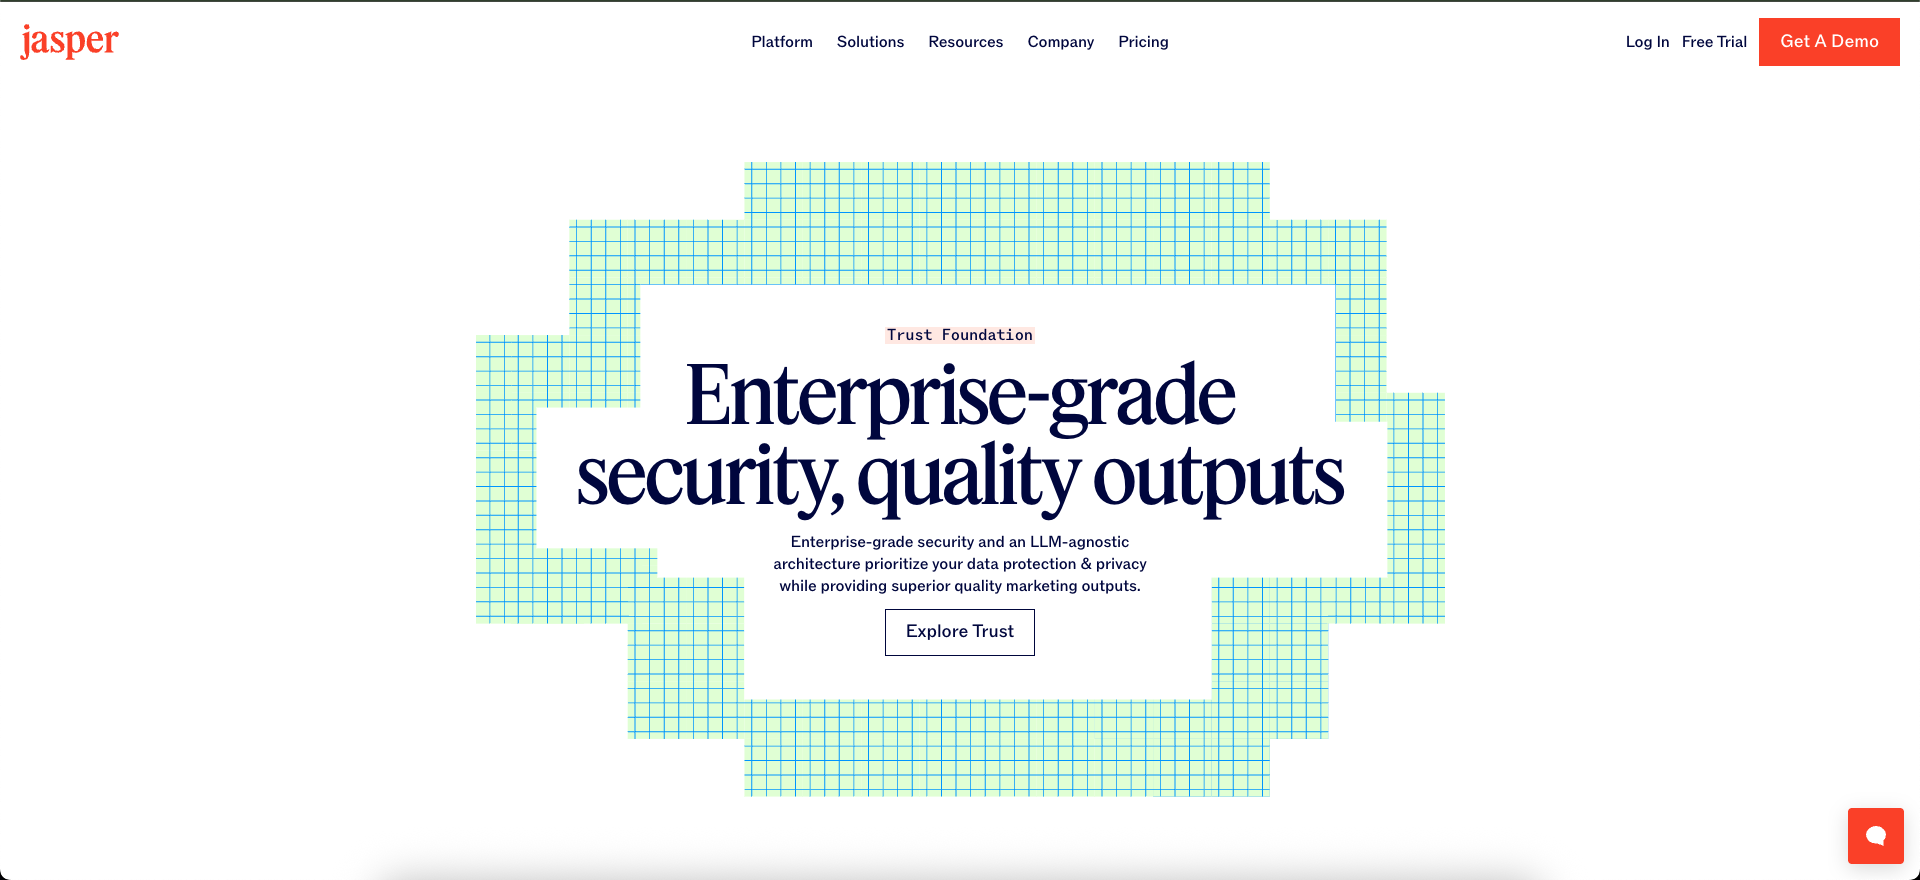 jasper
Platform Solutions Resources Company Pricing
Log In Free Trial Get A Demo
Trust Foundation
Enterprise-grade
security, quality outputs
Enterprise-grade security and an LLM-agnostic
architecture prioritize your data protection & privacy
while providing superior quality marketing outputs.
Explore Trust